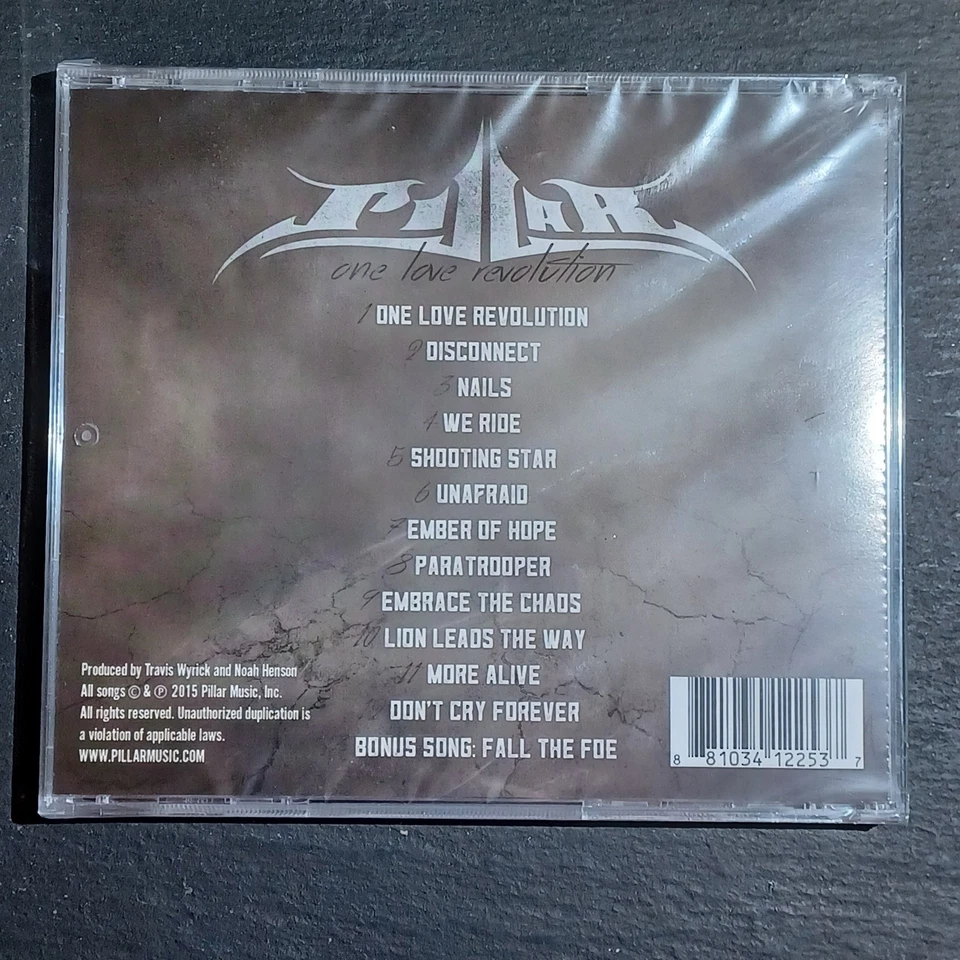 PILLAR
one love revolution
1 ONE LOVE REVOLUTION
2 DISCONNECT
3 NAILS
4 WE RIDE
5 SHOOTING STAR
6 UNAFRAID
7 EMBER OF HOPE
8 PARATROOPER
9 EMBRACE THE CHAOS
10 LION LEADS THE WAY
11 MORE ALIVE
DON'T CRY FOREVER
BONUS SONG: FALL THE FOE
Produced by Travis Wyrick and Noah Henson
All songs © & ℗ 2015 Pillar Music, Inc.
All rights reserved. Unauthorized duplication is
a violation of applicable laws.
WWW.PILLARMUSIC.COM
8 81034 12253 7